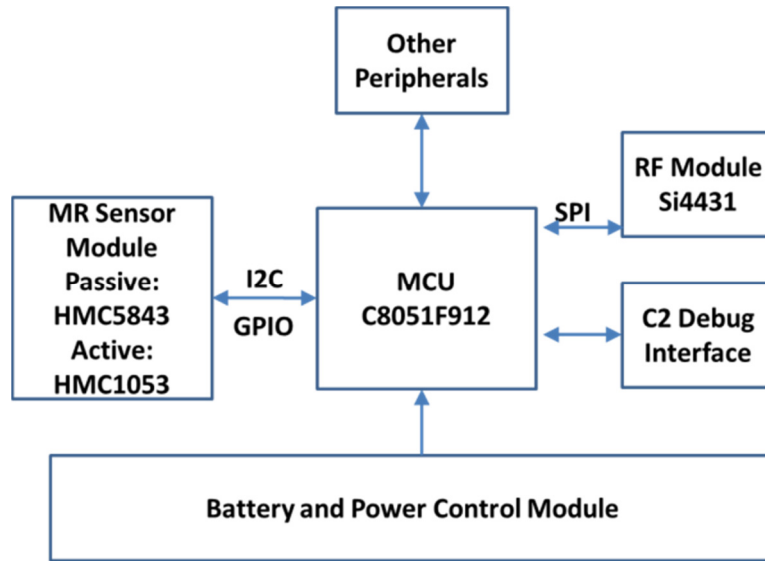 Other
Peripherals
RF Module
Si4431
SPI
MR Sensor
Module
Passive:
HMC5843
Active:
HMC1053
I2C
GPIO
MCU
C8051F912
C2 Debug
Interface
Battery and Power Control Module